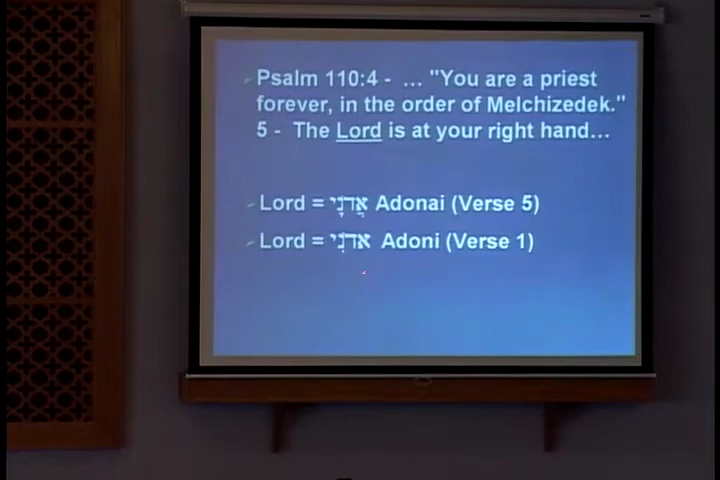 Psalm 110:4 - ... "You are a priest
forever, in the order of Melchizedek."
5 - The Lord is at your right hand...
Lord = אֲדֹנָי Adonai (Verse 5)
Lord = אדֹנִי Adoni (Verse 1)